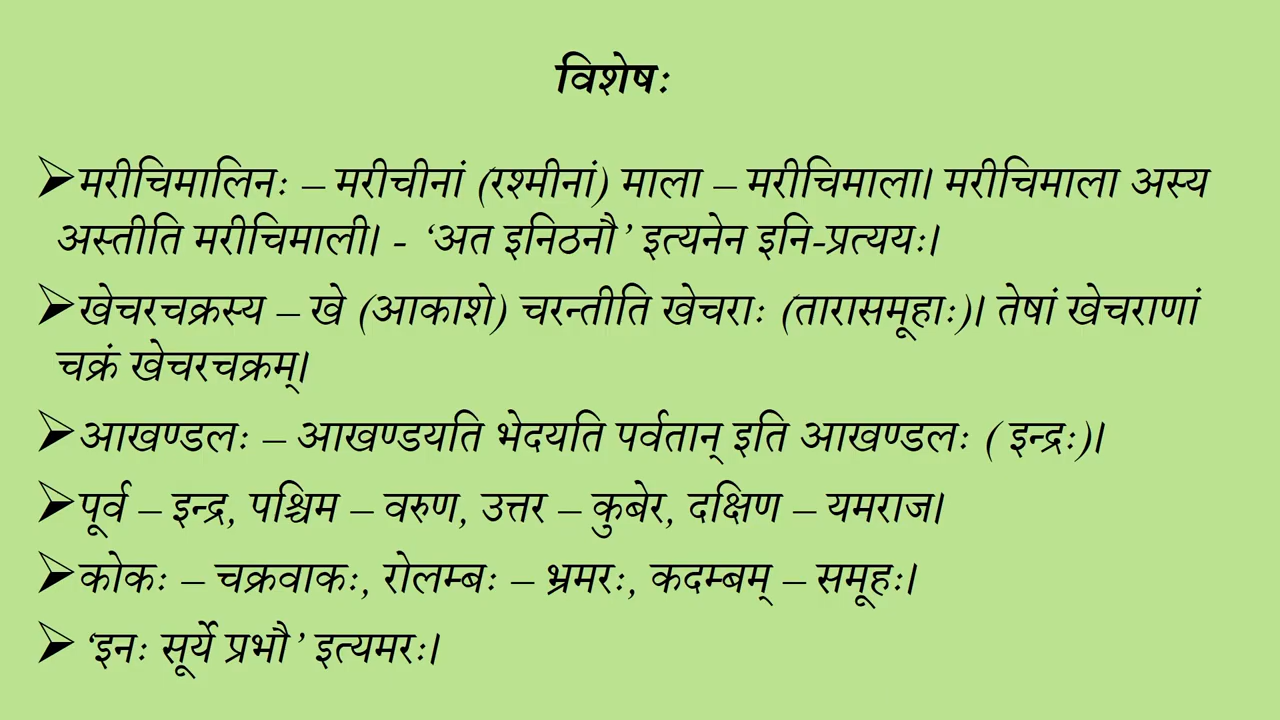 विशेषः
➢मरीचिमालिनः – मरीचीनां (रश्मीनां) माला – मरीचिमाला। मरीचिमाला अस्य
अस्तीति मरीचिमाली। - ‘अत इनिठनौ’ इत्यनेन इनि-प्रत्ययः।
➢खेचरचक्रस्य – खे (आकाशे) चरन्तीति खेचराः (तारासमूहाः)। तेषां खेचराणां
चक्रं खेचरचक्रम्।
➢आखण्डलः – आखण्डयति भेदयति पर्वतान् इति आखण्डलः ( इन्द्रः)।
➢पूर्व – इन्द्र, पश्चिम – वरुण, उत्तर – कुबेर, दक्षिण – यमराज।
➢कोकः – चक्रवाकः, रोलम्बः – भ्रमरः, कदम्बम् – समूहः।
➢ ‘इनः सूर्ये प्रभौ’ इत्यमरः।